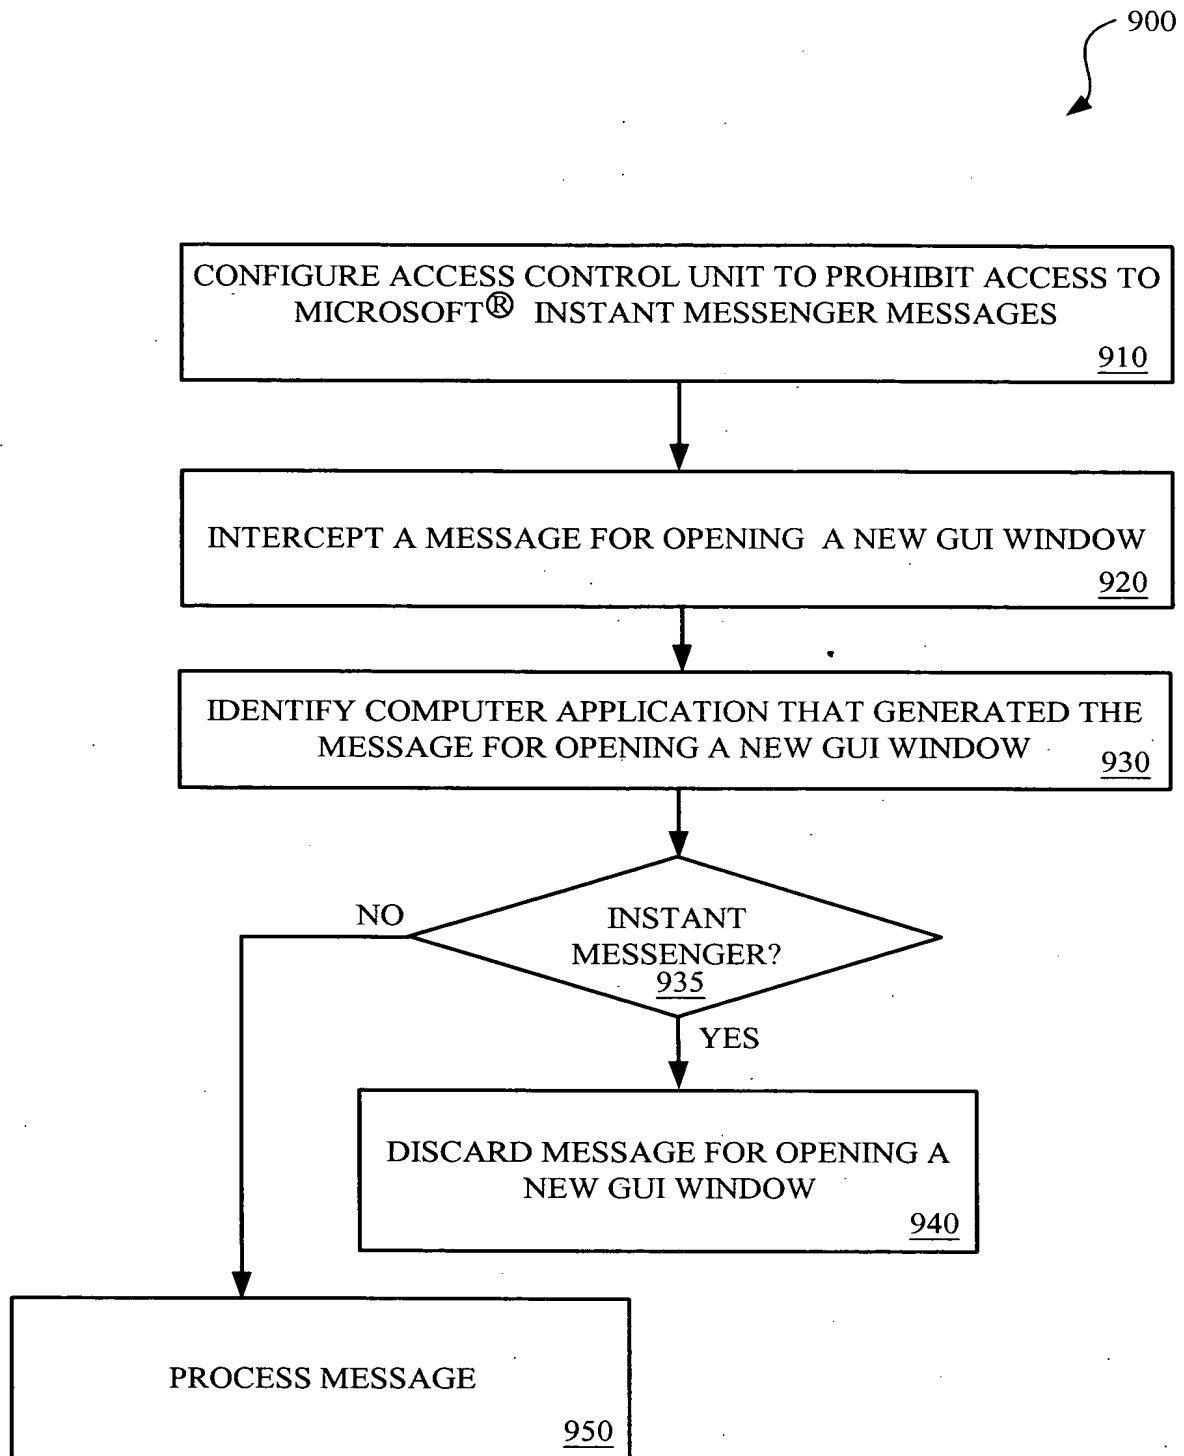 900
CONFIGURE ACCESS CONTROL UNIT TO PROHIBIT ACCESS TO
MICROSOFT® INSTANT MESSENGER MESSAGES
910
INTERCEPT A MESSAGE FOR OPENING A NEW GUI WINDOW
920
IDENTIFY COMPUTER APPLICATION THAT GENERATED THE
MESSAGE FOR OPENING A NEW GUI WINDOW
930
NO
INSTANT
MESSENGER?
935
YES
DISCARD MESSAGE FOR OPENING A
NEW GUI WINDOW
940
PROCESS MESSAGE
950